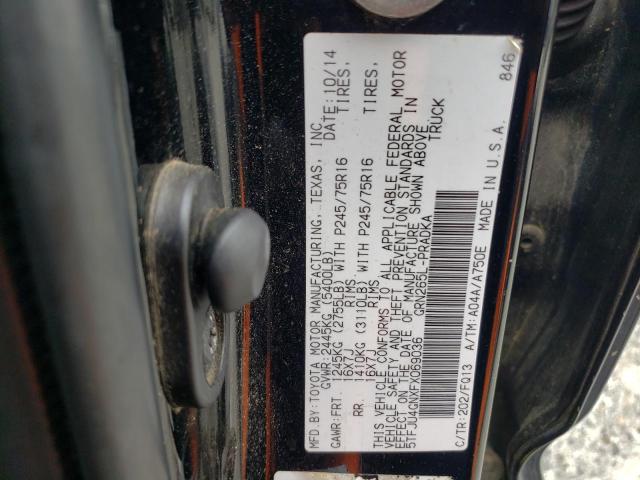 MFD.BY:TOYOTA MOTOR MANUFACTURING, TEXAS, INC. DATE:10/14
GVWR:2445KG (5400LB)
GAWR:FRT. 1245KG (2755LB) WITH P245/75R16 TIRES,
16X7J RIMS,
RR. 1410KG (3110LB) WITH P245/75R16 TIRES,
16X7J RIMS
THIS VEHICLE CONFORMS TO ALL APPLICABLE FEDERAL MOTOR
VEHICLE SAFETY AND THEFT PREVENTION STANDARDS IN
EFFECT ON THE DATE OF MANUFACTURE SHOWN ABOVE
5TFJU4GNXFX069036 GRN265L-PRADKA TRUCK
C/TR:202/FQ13 A/TM:A04A/A750E MADE IN U.S.A. 846